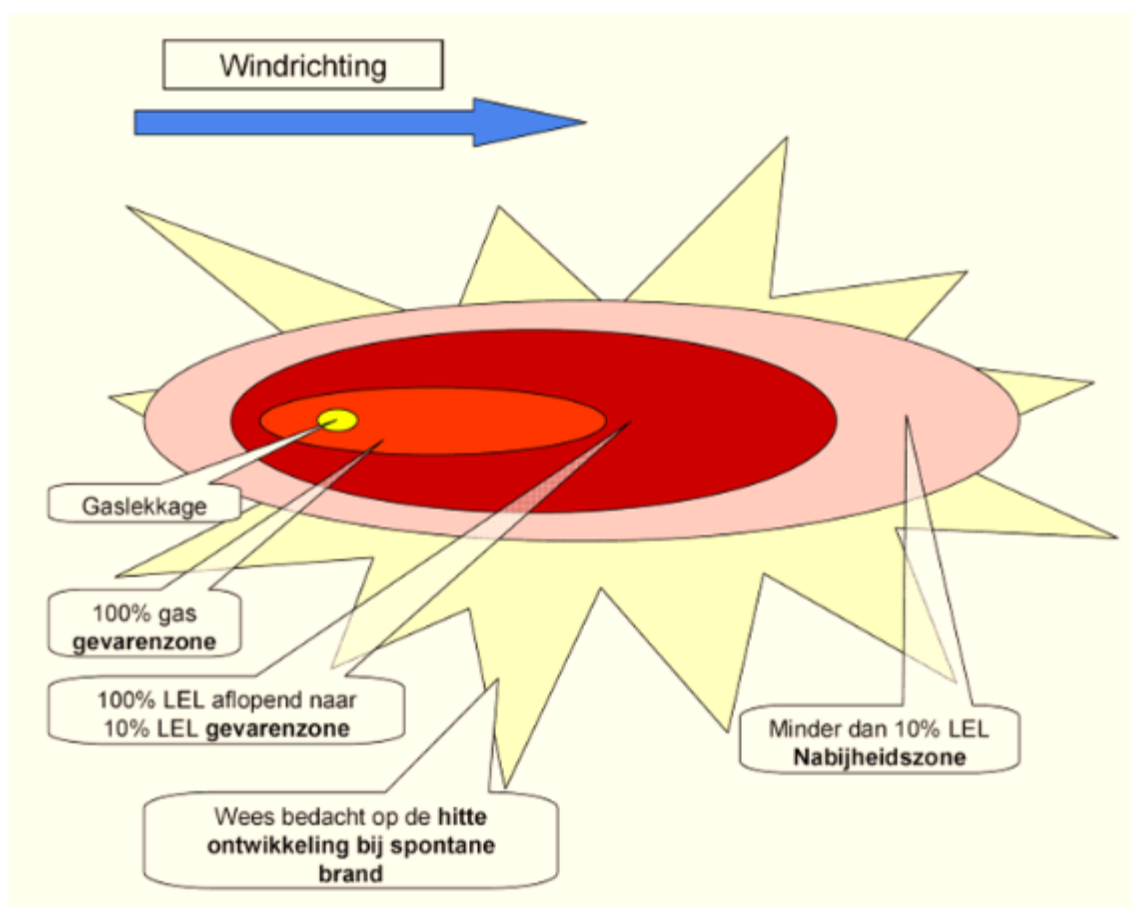 Windrichting
Gaslekkage
100% gas
gevarenzone
100% LEL aflopend naar
10% LEL gevarenzone
Minder dan 10% LEL
Nabijheidszone
Wees bedacht op de hitte
ontwikkeling bij spontane
brand